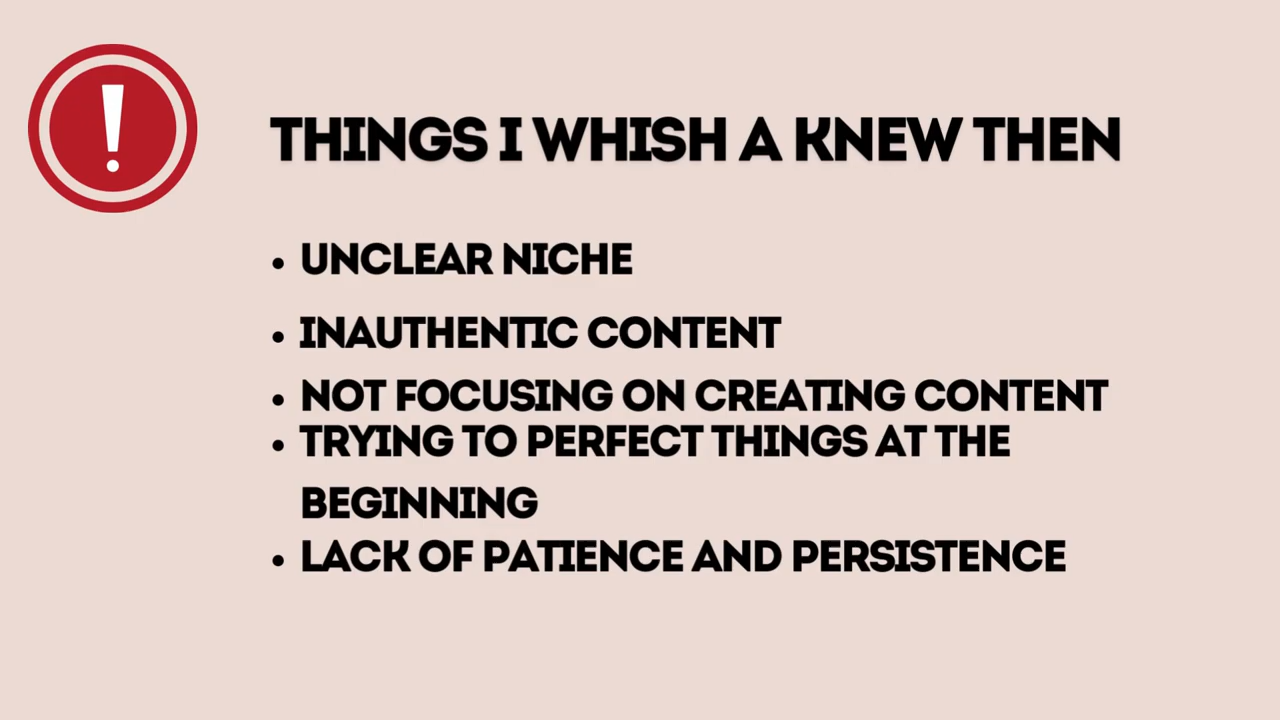 THINGS I WHISH A KNEW THEN
• UNCLEAR NICHE
• INAUTHENTIC CONTENT
• NOT FOCUSING ON CREATING CONTENT
• TRYING TO PERFECT THINGS AT THE
BEGINNING
• LACK OF PATIENCE AND PERSISTENCE